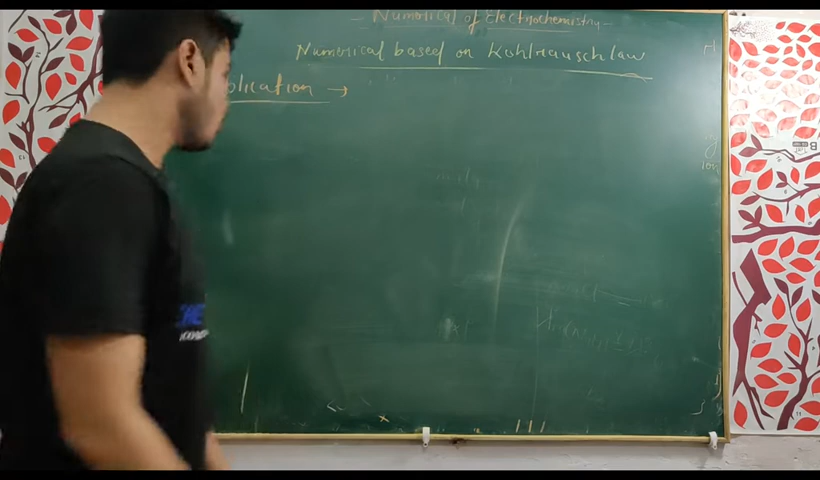 - Numerical of Electrochemistry -
Numerical based on Kohlrausch law
plication →